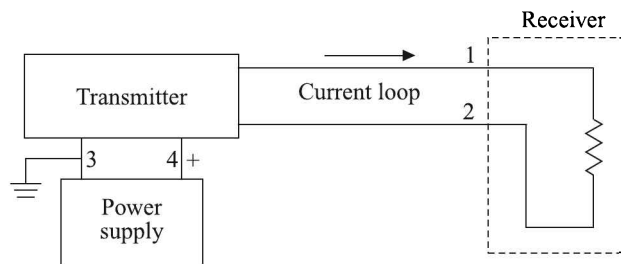 Receiver
1
Transmitter
Current loop
2
3
4 +
Power
supply